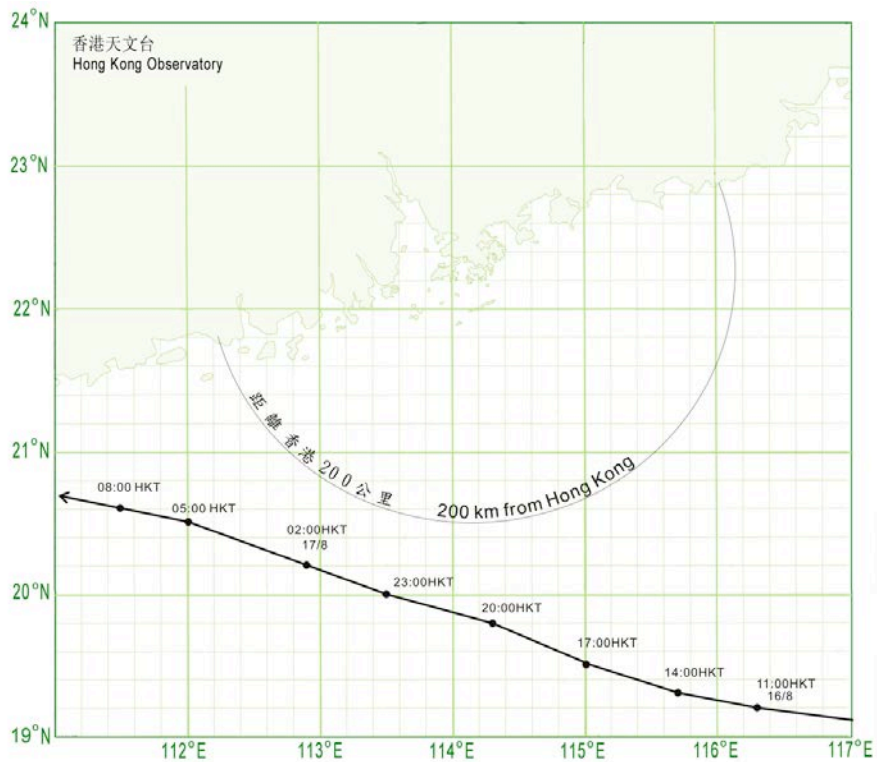 24°N
香港天文台
Hong Kong Observatory
23°N
22°N
距離香港200公里
200 km from Hong Kong
21°N
08:00 HKT
05:00 HKT
02:00HKT
17/8
23:00HKT
20°N
20:00HKT
17:00HKT
14:00HKT
11:00HKT
16/8
19°N
112°E
113°E
114°E
115°E
116°E
117°E